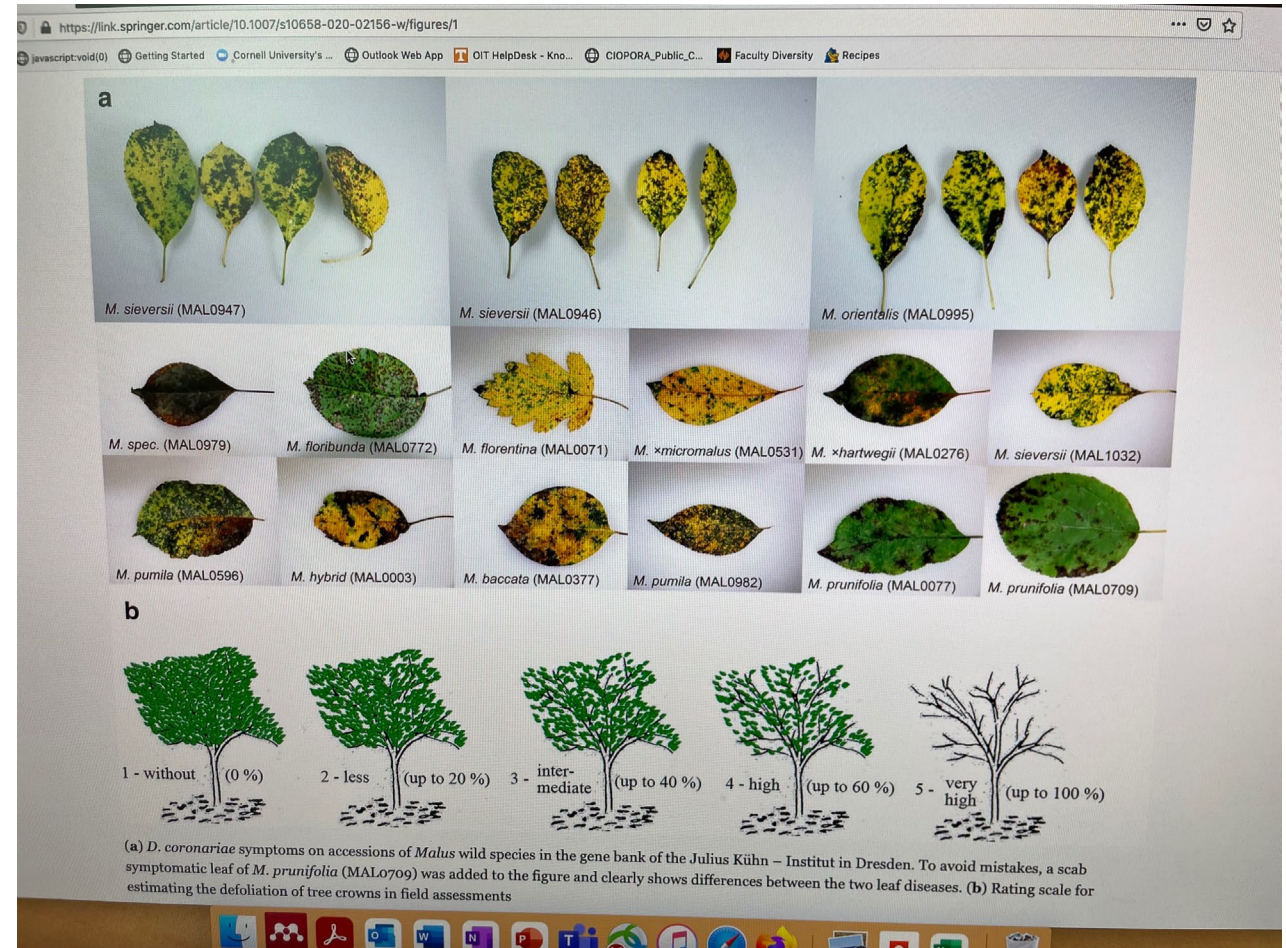 https://link.springer.com/article/10.1007/s10658-020-02156-w/figures/1
javascript:void(0) Getting Started Cornell University's ... Outlook Web App OIT HelpDesk - Kno... CIOPORA_Public_C... Faculty Diversity Recipes
a
M. sieversii (MAL0947) M. sieversii (MAL0946) M. orientalis (MAL0995)
M. spec. (MAL0979) M. floribunda (MAL0772) M. florentina (MAL0071) M. ×micromalus (MAL0531) M. ×hartwegii (MAL0276) M. sieversii (MAL1032)
M. pumila (MAL0596) M. hybrid (MAL0003) M. baccata (MAL0377) M. pumila (MAL0982) M. prunifolia (MAL0077) M. prunifolia (MAL0709)
b
1 - without (0 %) 2 - less (up to 20 %) 3 - inter- mediate (up to 40 %) 4 - high (up to 60 %) 5 - very high (up to 100 %)
(a) D. coronariae symptoms on accessions of Malus wild species in the gene bank of the Julius Kühn – Institut in Dresden. To avoid mistakes, a scab
symptomatic leaf of M. prunifolia (MAL0709) was added to the figure and clearly shows differences between the two leaf diseases. (b) Rating scale for
estimating the defoliation of tree crowns in field assessments